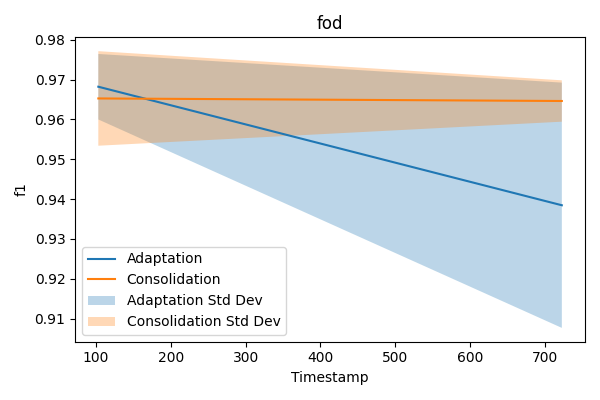 fod
0.98
0.97
0.96
0.95
0.94
0.93
0.92
0.91
f1
Adaptation
Consolidation
Adaptation Std Dev
Consolidation Std Dev
100
200
300
400
500
600
700
Timestamp